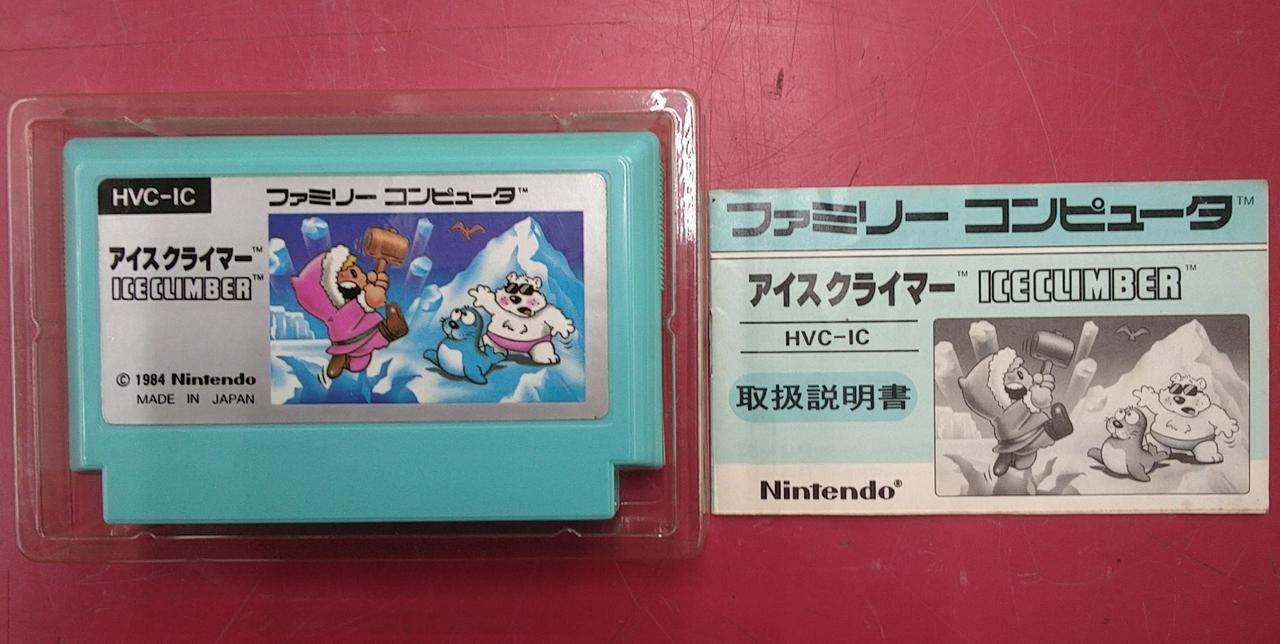 HVC-IC
ファミリー コンピュータ™
アイスクライマー™
ICE CLIMBER™
© 1984 Nintendo
MADE IN JAPAN
ファミリー コンピュータ™
アイスクライマー™ ICE CLIMBER™
HVC-IC
取扱説明書
Nintendo®